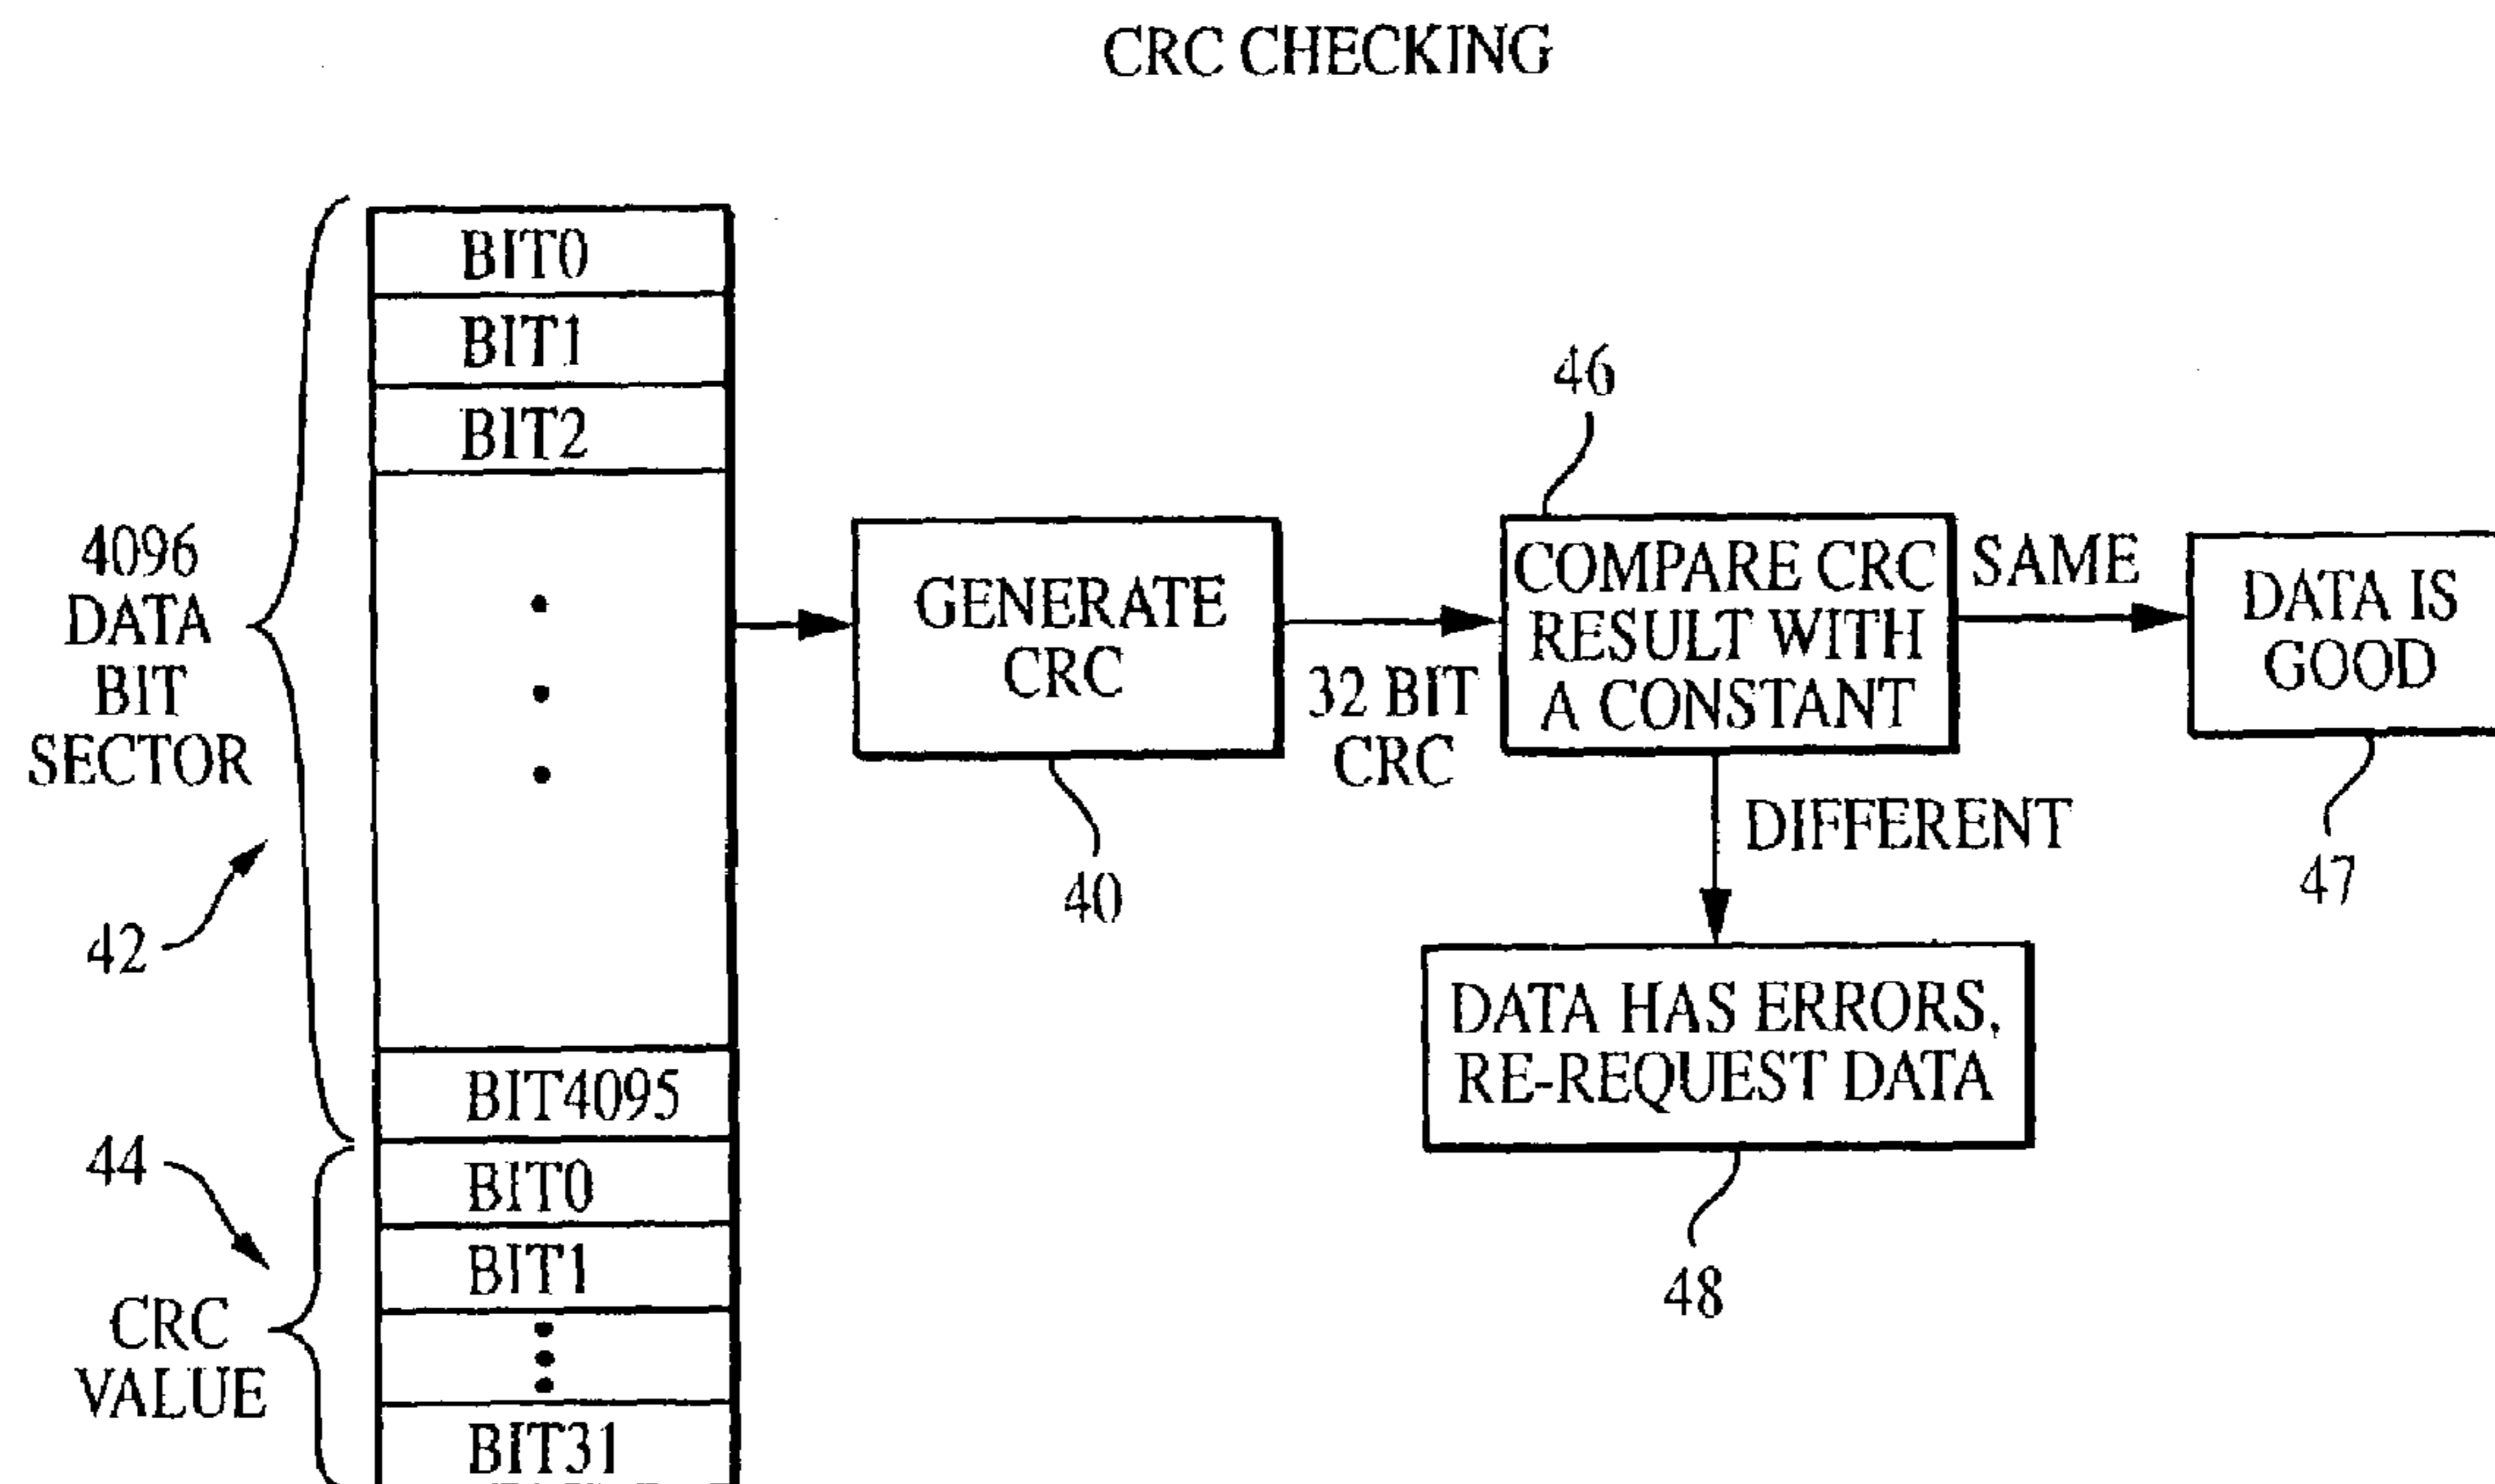 CRC CHECKING
BIT0
BIT1
BIT2
4096
DATA
BIT
SECTOR
42
BIT4095
44
BIT0
BIT1
CRC
VALUE
BIT31
GENERATE
CRC
40
32 BIT
CRC
46
COMPARE CRC
RESULT WITH
A CONSTANT
SAME
DATA IS
GOOD
47
DIFFERENT
DATA HAS ERRORS,
RE-REQUEST DATA
48